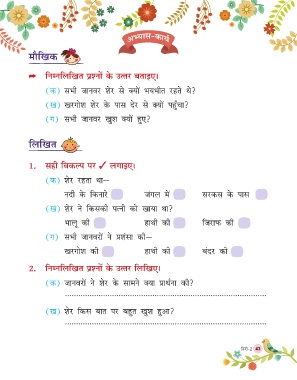 अभ्यास-कार्य
मौखिक
निम्नलिखित प्रश्नों के उत्तर बताइए।
(क) सभी जानवर शेर से क्यों भयभीत रहते थे?
(ख) खरगोश शेर के पास देर से क्यों पहुँचा?
(ग) सभी जानवर खुश क्यों हुए?
लिखित
1. सही विकल्प पर ✓ लगाइए।
(क) शेर रहता था—
नदी के किनारे जंगल में सरकस के पास
(ख) शेर ने किसकी पत्नी को खाया था?
भालू की हाथी की जिराफ की
(ग) सभी जानवरों ने प्रशंसा की—
खरगोश की हाथी की बंदर की
2. निम्नलिखित प्रश्नों के उत्तर लिखिए।
(क) जानवरों ने शेर के सामने क्या प्रार्थना की?
(ख) शेर किस बात पर बहुत खुश हुआ?